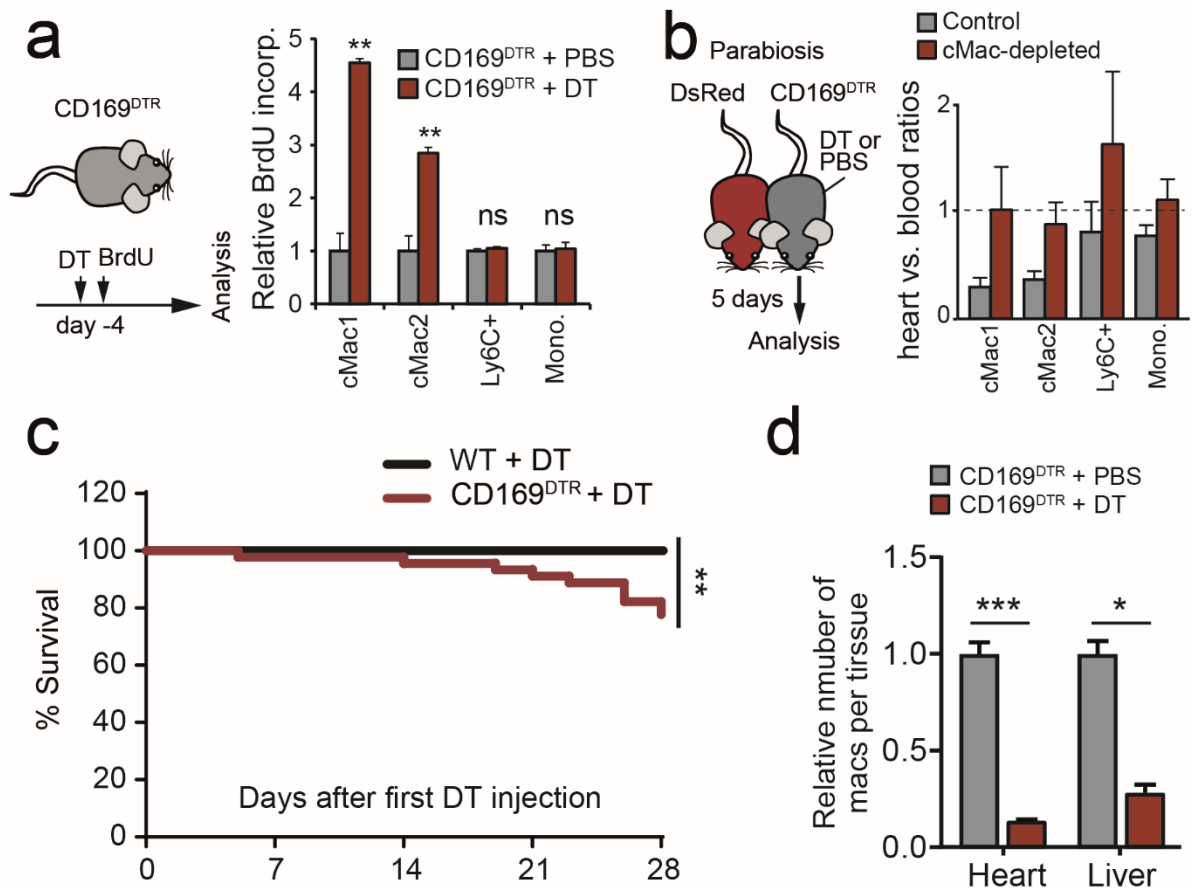 a
CD169DTR
DT BrdU
day -4
Analysis
Relative BrdU incorp.
5
4
3
2
1
0
** ** ns ns
CD169DTR + PBS
CD169DTR + DT
cMac1
cMac2
Ly6C+
Mono.
b
Parabiosis
DsRed CD169DTR
DT or
PBS
5 days
Analysis
Control
cMac-depleted
heart vs. blood ratios
2
1
0
cMac1
cMac2
Ly6C+
Mono.
c
WT + DT
CD169DTR + DT
% Survival
120
100
80
60
40
20
0
**
Days after first DT injection
0 7 14 21 28
d
CD169DTR + PBS
CD169DTR + DT
Relative nmuber of
macs per tirssue
1.5
1.0
0.5
0.0
*** *
Heart Liver